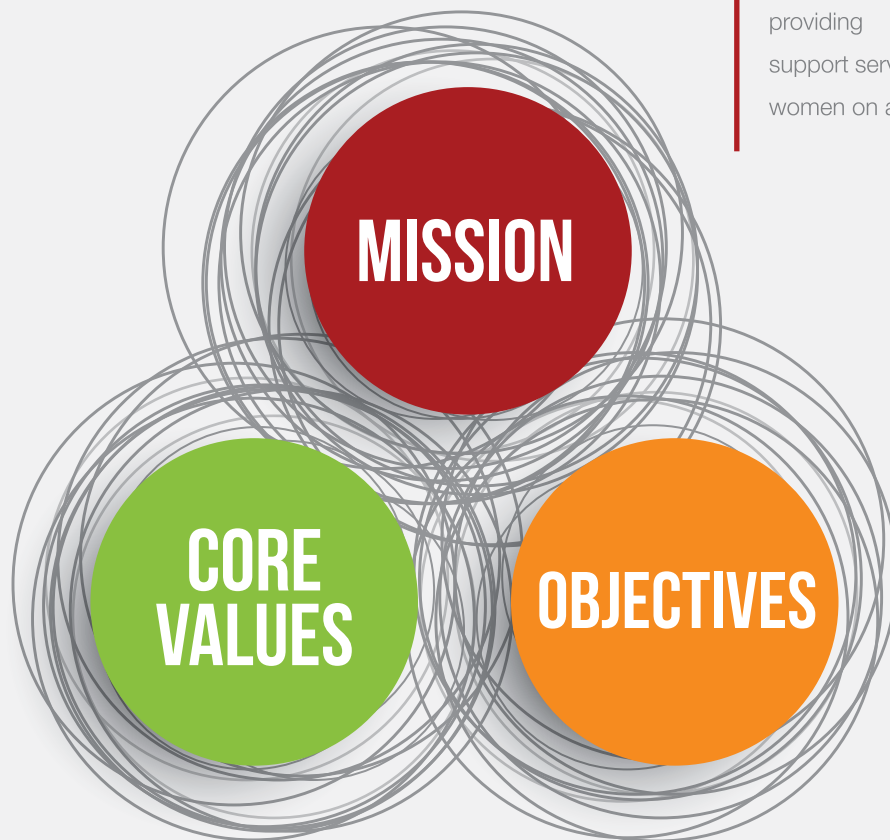 providing
support
women on
MISSION
CORE
VALUES
OBJECTIVES